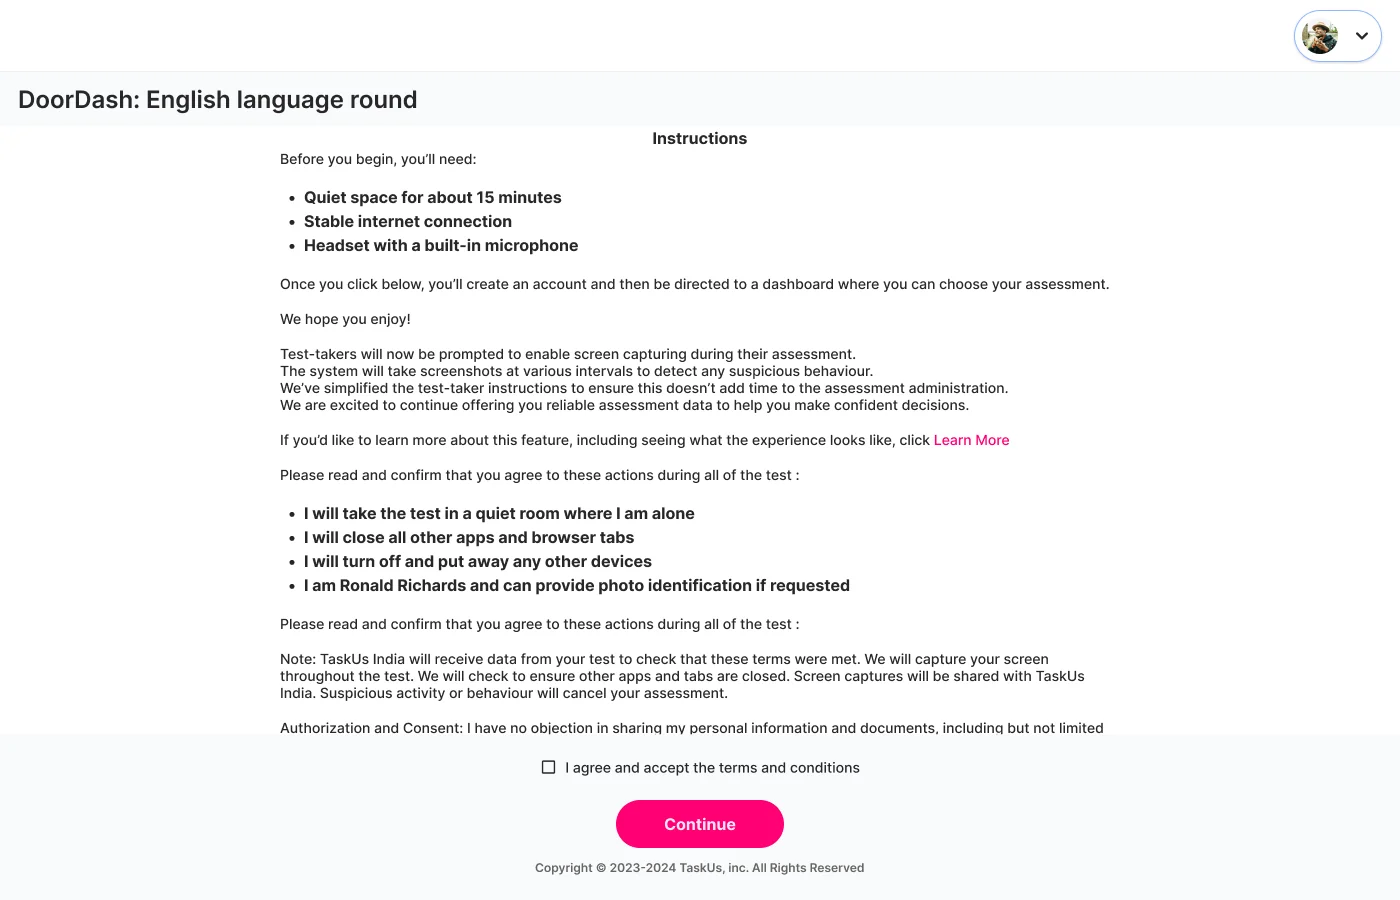 DoorDash: English language round
Instructions
Before you begin, you’ll need:
Quiet space for about 15 minutes
Stable internet connection
Headset with a built-in microphone
Once you click below, you’ll create an account and then be directed to a dashboard where you can choose your assessment.
We hope you enjoy!
Test-takers will now be prompted to enable screen capturing during their assessment.
The system will take screenshots at various intervals to detect any suspicious behaviour.
We’ve simplified the test-taker instructions to ensure this doesn’t add time to the assessment administration.
We are excited to continue offering you reliable assessment data to help you make confident decisions.
If you’d like to learn more about this feature, including seeing what the experience looks like, click Learn More
Please read and confirm that you agree to these actions during all of the test :
I will take the test in a quiet room where I am alone
I will close all other apps and browser tabs
I will turn off and put away any other devices
I am Ronald Richards and can provide photo identification if requested
Please read and confirm that you agree to these actions during all of the test :
Note: TaskUs India will receive data from your test to check that these terms were met. We will capture your screen
throughout the test. We will check to ensure other apps and tabs are closed. Screen captures will be shared with TaskUs
India. Suspicious activity or behaviour will cancel your assessment.
Authorization and Consent: I have no objection in sharing my personal information and documents, including but not limited
I agree and accept the terms and conditions
Continue
Copyright © 2023-2024 TaskUs, inc. All Rights Reserved